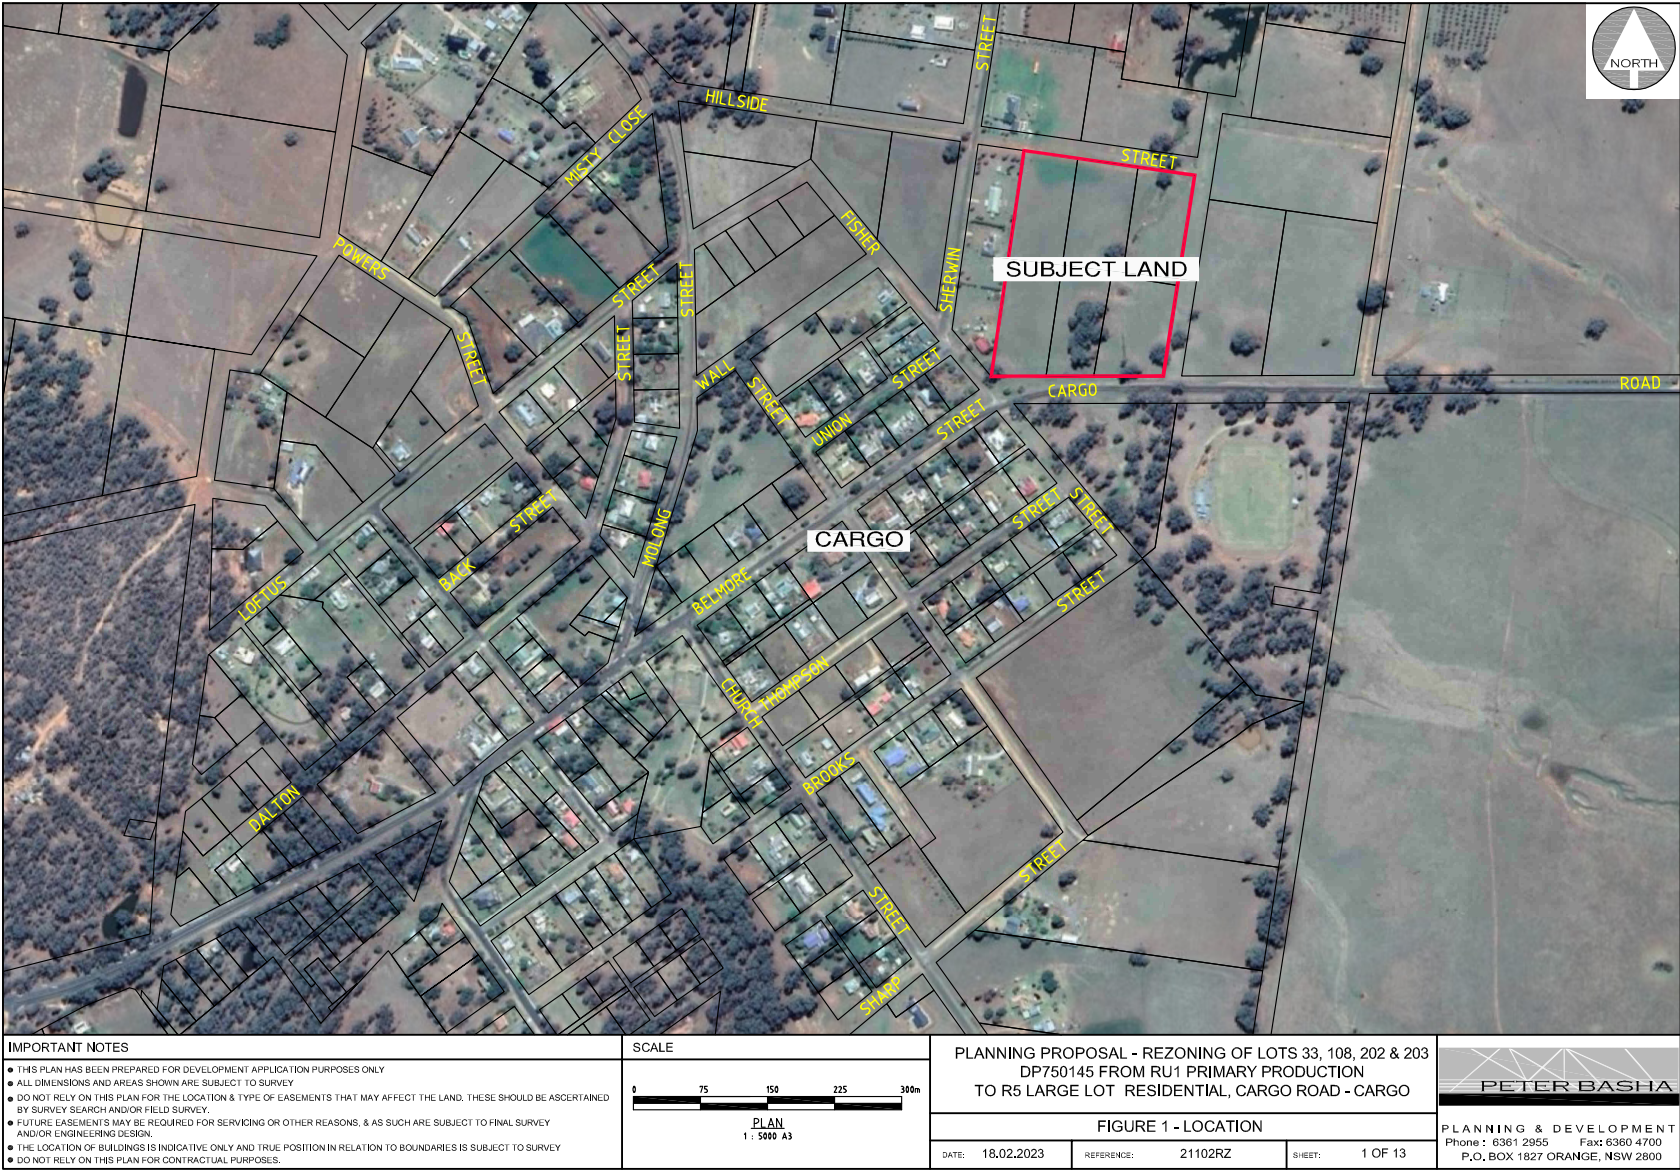 NORTH
STREET
HILLSIDE
MISTY CLOSE
STREET
FISHER
POWERS
SUBJECT LAND
SHERWIN
STREET
STREET
STREET
STREET
WALL
STREET
STREET
UNION
STREET
CARGO
ROAD
STREET
STREET
STREET
MOLONG
CARGO
BACK
LOFTUS
BELMORE
STREET
THOMPSON
CHURCH
BROOKS
DALTON
STREET
STREET
SHARP
IMPORTANT NOTES
THIS PLAN HAS BEEN PREPARED FOR DEVELOPMENT APPLICATION PURPOSES ONLY
ALL DIMENSIONS AND AREAS SHOWN ARE SUBJECT TO SURVEY
DO NOT RELY ON THIS PLAN FOR THE LOCATION & TYPE OF EASEMENTS THAT MAY AFFECT THE LAND. THESE SHOULD BE ASCERTAINED
BY SURVEY SEARCH AND/OR FIELD SURVEY.
FUTURE EASEMENTS MAY BE REQUIRED FOR SERVICING OR OTHER REASONS, & AS SUCH ARE SUBJECT TO FINAL SURVEY
AND/OR ENGINEERING DESIGN.
THE LOCATION OF BUILDINGS IS INDICATIVE ONLY AND TRUE POSITION IN RELATION TO BOUNDARIES IS SUBJECT TO SURVEY
DO NOT RELY ON THIS PLAN FOR CONTRACTUAL PURPOSES.
SCALE
0 75 150 225 300m
PLAN
1 : 5000 A3
PLANNING PROPOSAL - REZONING OF LOTS 33, 108, 202 & 203
DP750145 FROM RU1 PRIMARY PRODUCTION
TO R5 LARGE LOT RESIDENTIAL, CARGO ROAD - CARGO
FIGURE 1 - LOCATION
DATE: 18.02.2023 REFERENCE: 21102RZ SHEET: 1 OF 13
PETER BASHA
PLANNING & DEVELOPMENT
Phone : 6361 2955 Fax: 6360 4700
P.O. BOX 1827 ORANGE, NSW 2800